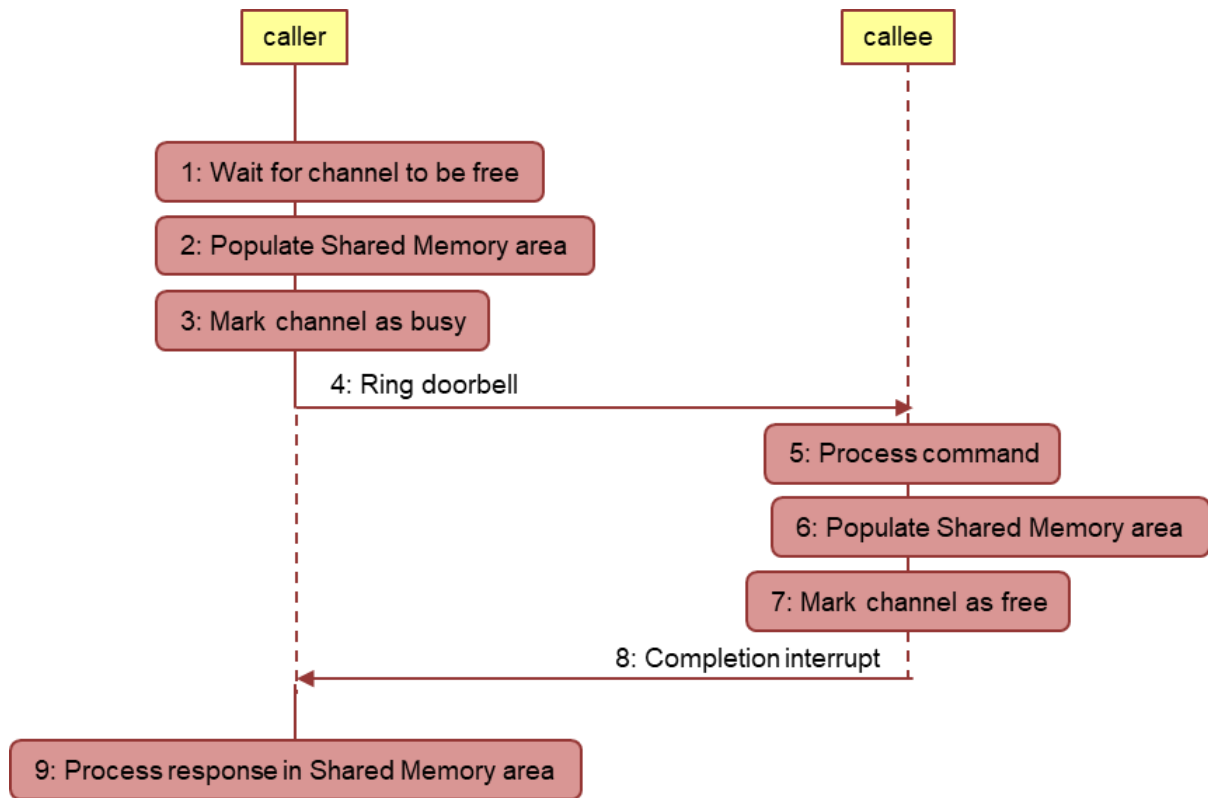 caller
callee
1: Wait for channel to be free
2: Populate Shared Memory area
3: Mark channel as busy
4: Ring doorbell
5: Process command
6: Populate Shared Memory area
7: Mark channel as free
8: Completion interrupt
9: Process response in Shared Memory area